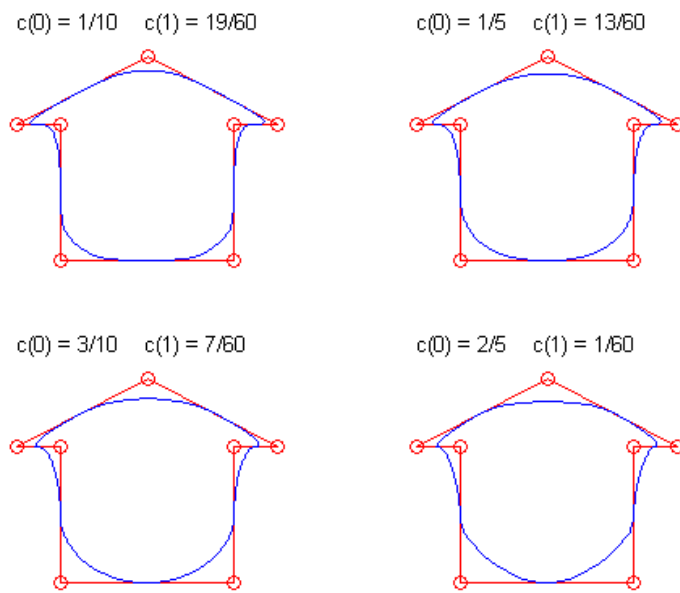 c(0) = 1/10 c(1) = 19/60
c(0) = 1/5 c(1) = 13/60
c(0) = 3/10 c(1) = 7/60
c(0) = 2/5 c(1) = 1/60